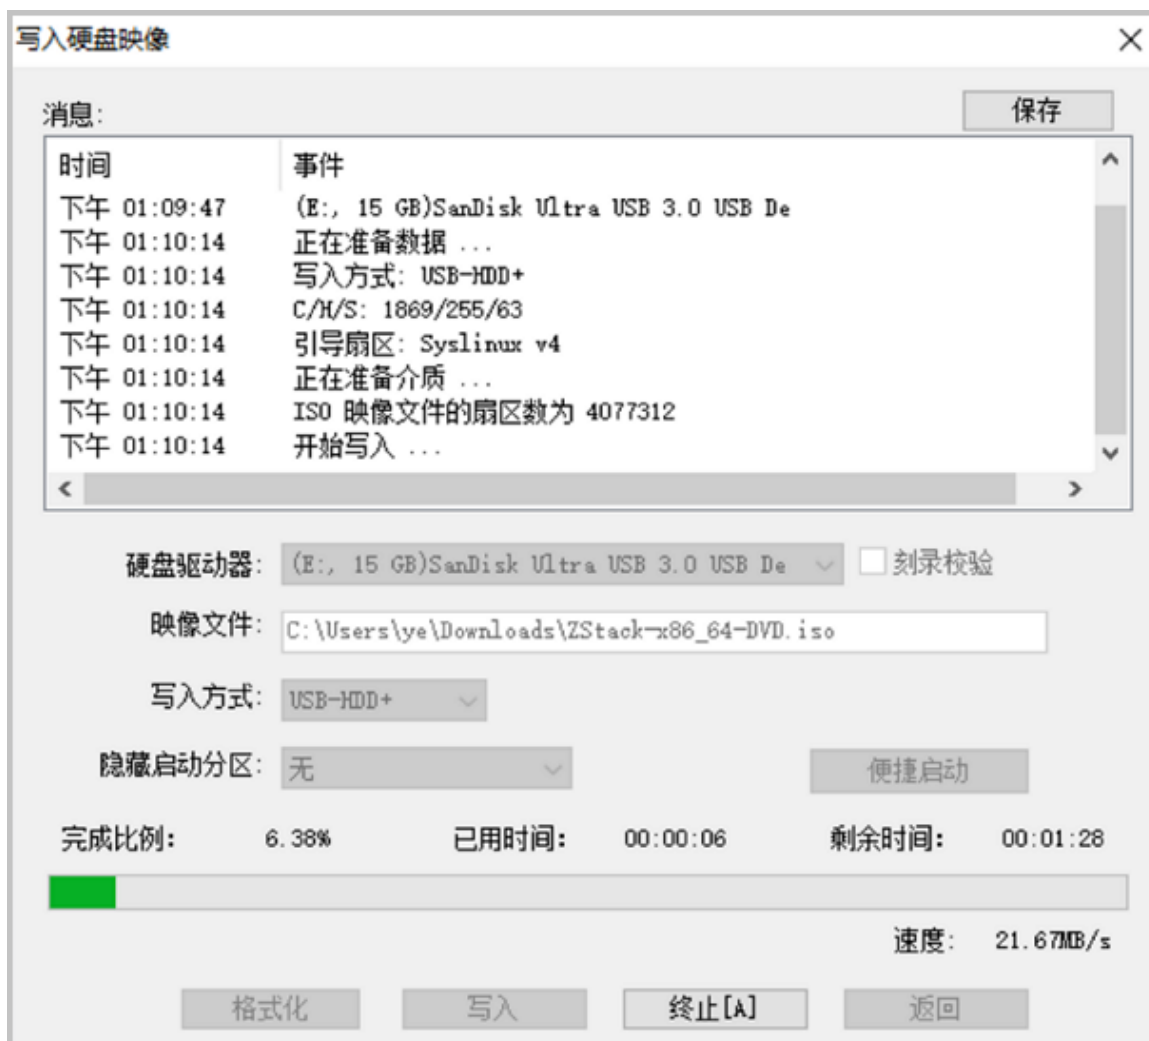 写入硬盘映像
消息:
保存
时间 事件
下午 01:09:47 (E:, 15 GB)SanDisk Ultra USB 3.0 USB De
下午 01:10:14 正在准备数据 ...
下午 01:10:14 写入方式: USB-HDD+
下午 01:10:14 C/H/S: 1869/255/63
下午 01:10:14 引导扇区: Syslinux v4
下午 01:10:14 正在准备介质 ...
下午 01:10:14 ISO 映像文件的扇区数为 4077312
下午 01:10:14 开始写入 ...
硬盘驱动器: (E:, 15 GB)SanDisk Ultra USB 3.0 USB De 刻录校验
映像文件: C:\Users\ye\Downloads\ZStack-x86_64-DVD.iso
写入方式: USB-HDD+
隐藏启动分区: 无 便捷启动
完成比例: 6.38% 已用时间: 00:00:06 剩余时间: 00:01:28
速度: 21.67MB/s
格式化 写入 终止[A] 返回